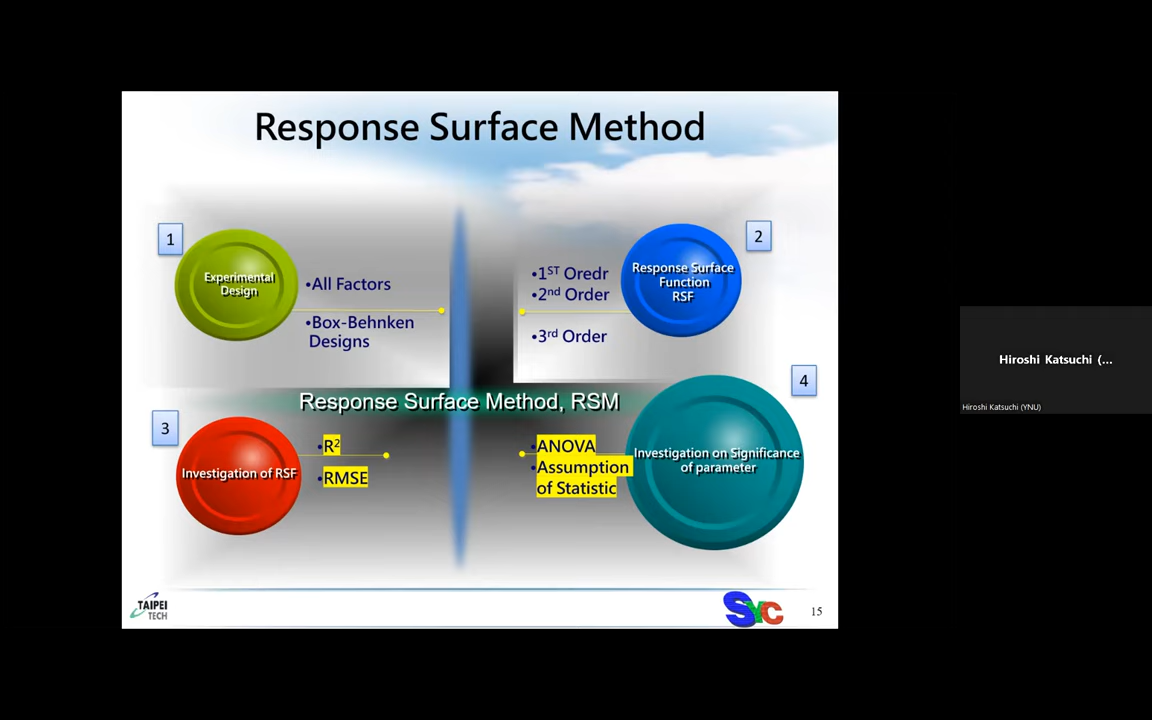 Response Surface Method
1
Experimental
Design
•All Factors
•Box-Behnken
Designs
2
Response Surface
Function
RSF
•1ST Oredr
•2nd Order
•3rd Order
Response Surface Method, RSM
3
Investigation of RSF
•R2
•RMSE
4
Investigation on Significance
of parameter
•ANOVA
•Assumption
of Statistic
TAIPEI
TECH
SYC
15
Hiroshi Katsuchi (...
Hiroshi Katsuchi (YNU)